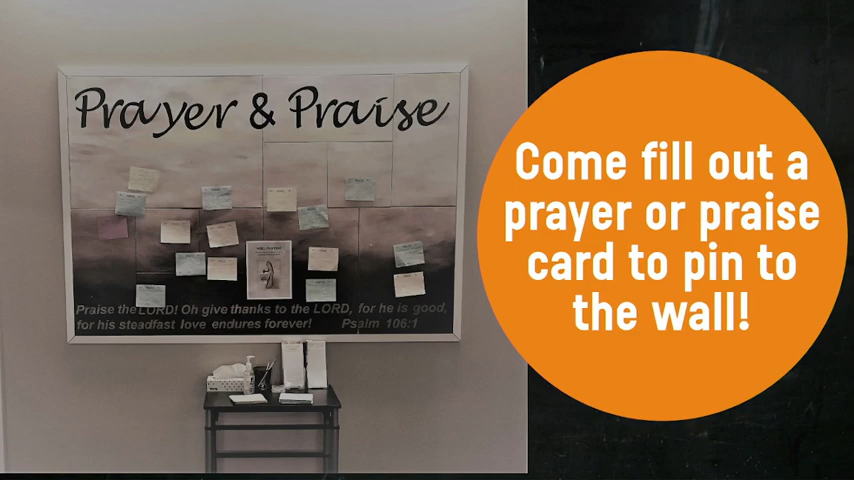 Prayer & Praise
Praise the LORD! Oh give thanks to the LORD, for he is good,
for his steadfast love endures forever! Psalm 106:1
Come fill out a
prayer or praise
card to pin to
the wall!